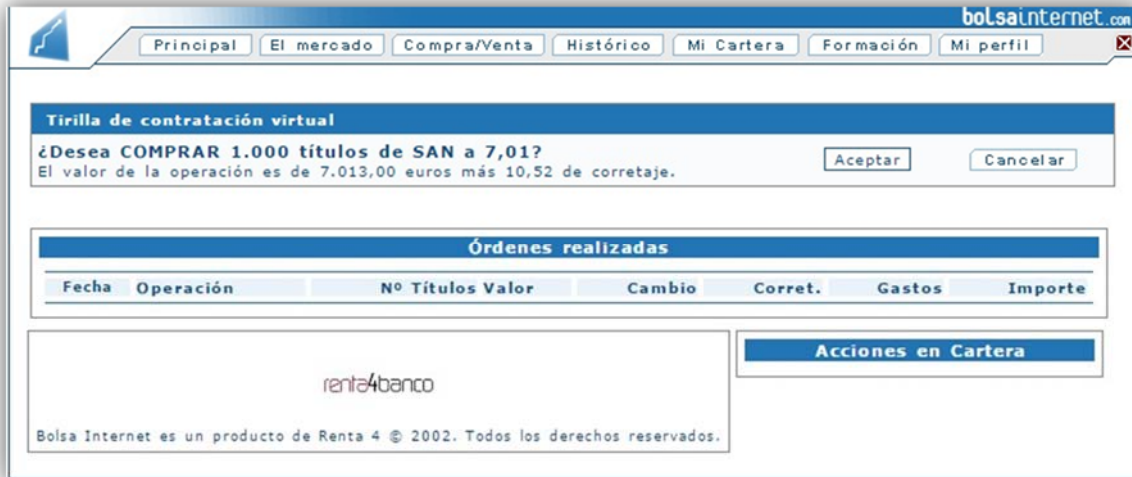 bolsainternet.com
Principal El mercado Compra/Venta Histórico Mi Cartera Formación Mi perfil
Tirilla de contratación virtual
¿Desea COMPRAR 1.000 títulos de SAN a 7,01?
El valor de la operación es de 7.013,00 euros más 10,52 de corretaje.
Aceptar Cancelar
Órdenes realizadas
Fecha Operación Nº Títulos Valor Cambio Corret. Gastos Importe
renta4banco
Bolsa Internet es un producto de Renta 4 © 2002. Todos los derechos reservados.
Acciones en Cartera